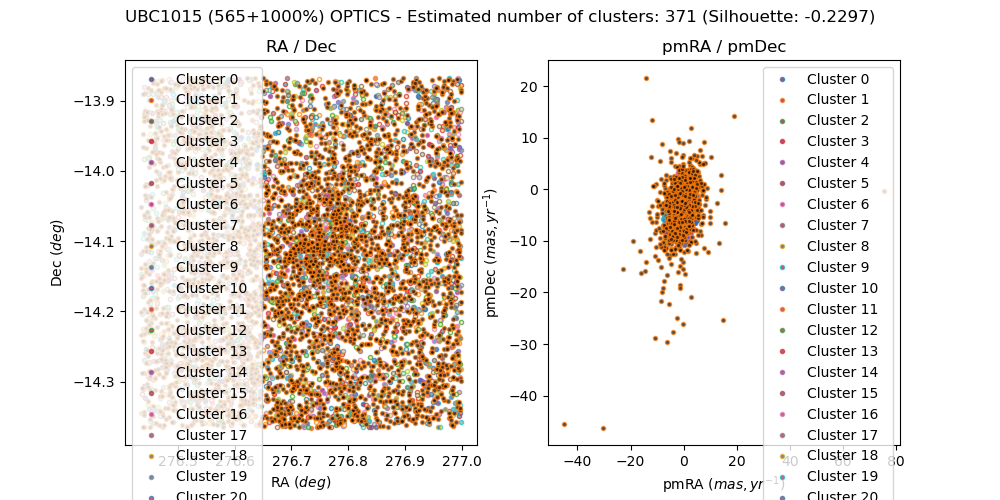 UBC1015 (565+1000%) OPTICS - Estimated number of clusters: 371 (Silhouette: -0.2297)
RA / Dec
Dec (deg)
−13.9
−14.0
−14.1
−14.2
−14.3
Cluster 0
Cluster 1
Cluster 2
Cluster 3
Cluster 4
Cluster 5
Cluster 6
Cluster 7
Cluster 8
Cluster 9
Cluster 10
Cluster 11
Cluster 12
Cluster 13
Cluster 14
Cluster 15
Cluster 16
Cluster 17
Cluster 18
Cluster 19
Cluster 20
276.5 276.6 276.7 276.8 276.9 277.0
RA (deg)
pmRA / pmDec
pmDec (mas, yr⁻¹)
20
10
0
−10
−20
−30
−40
Cluster 0
Cluster 1
Cluster 2
Cluster 3
Cluster 4
Cluster 5
Cluster 6
Cluster 7
Cluster 8
Cluster 9
Cluster 10
Cluster 11
Cluster 12
Cluster 13
Cluster 14
Cluster 15
Cluster 16
Cluster 17
Cluster 18
Cluster 19
Cluster 20
−40 −20 0 20 40 60 80
pmRA (mas, yr⁻¹)